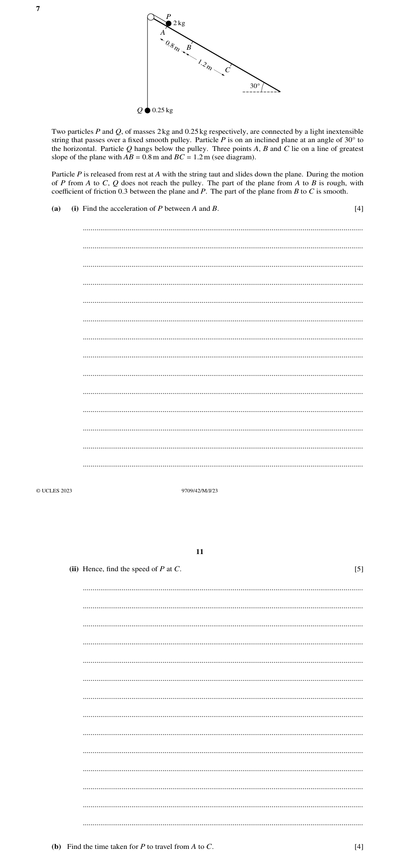 7
P
2 kg
A
0.8 m
B
1.2 m
C
30°
Q
0.25 kg
Two particles P and Q, of masses 2 kg and 0.25 kg respectively, are connected by a light inextensible
string that passes over a fixed smooth pulley. Particle P is on an inclined plane at an angle of 30° to
the horizontal. Particle Q hangs below the pulley. Three points A, B and C lie on a line of greatest
slope of the plane with AB = 0.8 m and BC = 1.2 m (see diagram).
Particle P is released from rest at A with the string taut and slides down the plane. During the motion
of P from A to C, Q does not reach the pulley. The part of the plane from A to B is rough, with
coefficient of friction 0.3 between the plane and P. The part of the plane from B to C is smooth.
(a) (i) Find the acceleration of P between A and B. [4]
© UCLES 2023 9709/42/M/J/23
11
(ii) Hence, find the speed of P at C. [5]
(b) Find the time taken for P to travel from A to C. [4]